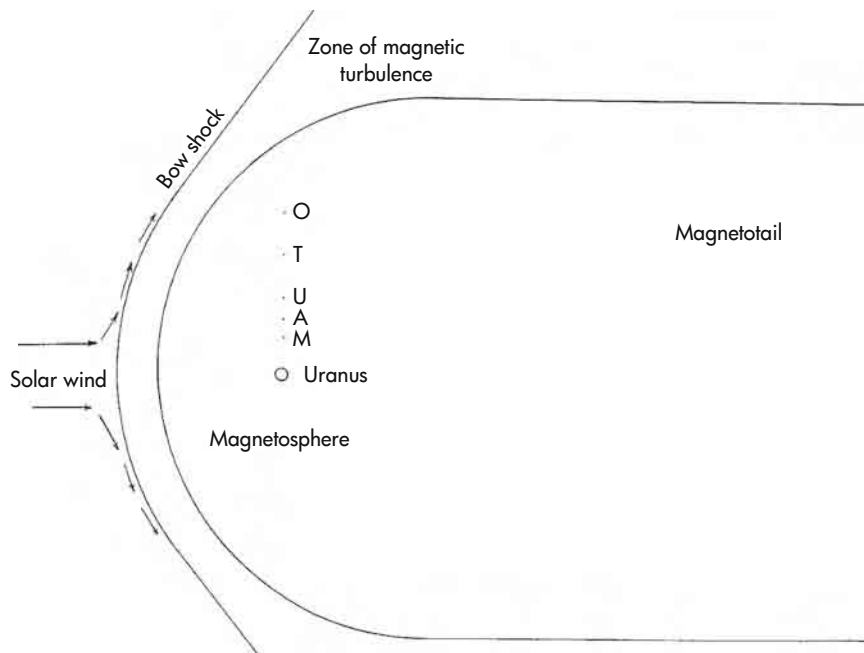 Zone of magnetic
turbulence
Bow shock
O
T
Magnetotail
U
A
M
Solar wind
Uranus
Magnetosphere